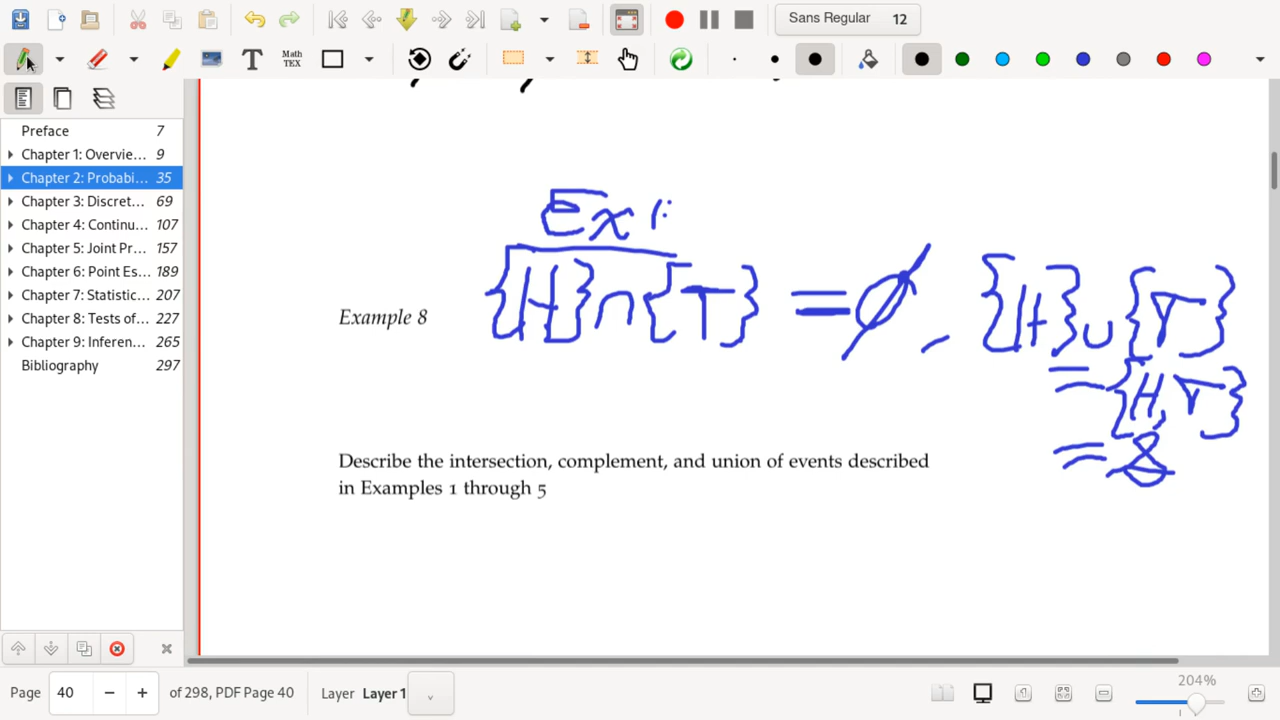 Sans Regular 12
Math
TEX
Preface 7
Chapter 1: Overvie... 9
Chapter 2: Probabi... 35
Chapter 3: Discret... 69
Chapter 4: Continu... 107
Chapter 5: Joint Pr... 157
Chapter 6: Point Es... 189
Chapter 7: Statistic... 207
Chapter 8: Tests of... 227
Chapter 9: Inferen... 265
Bibliography 297
Ex 1:
Example 8
{H}∩{T} = ∅, {H}∪{T}
= {H, T}
= S
Describe the intersection, complement, and union of events described
in Examples 1 through 5
Page 40 of 298, PDF Page 40 Layer Layer 1
204%